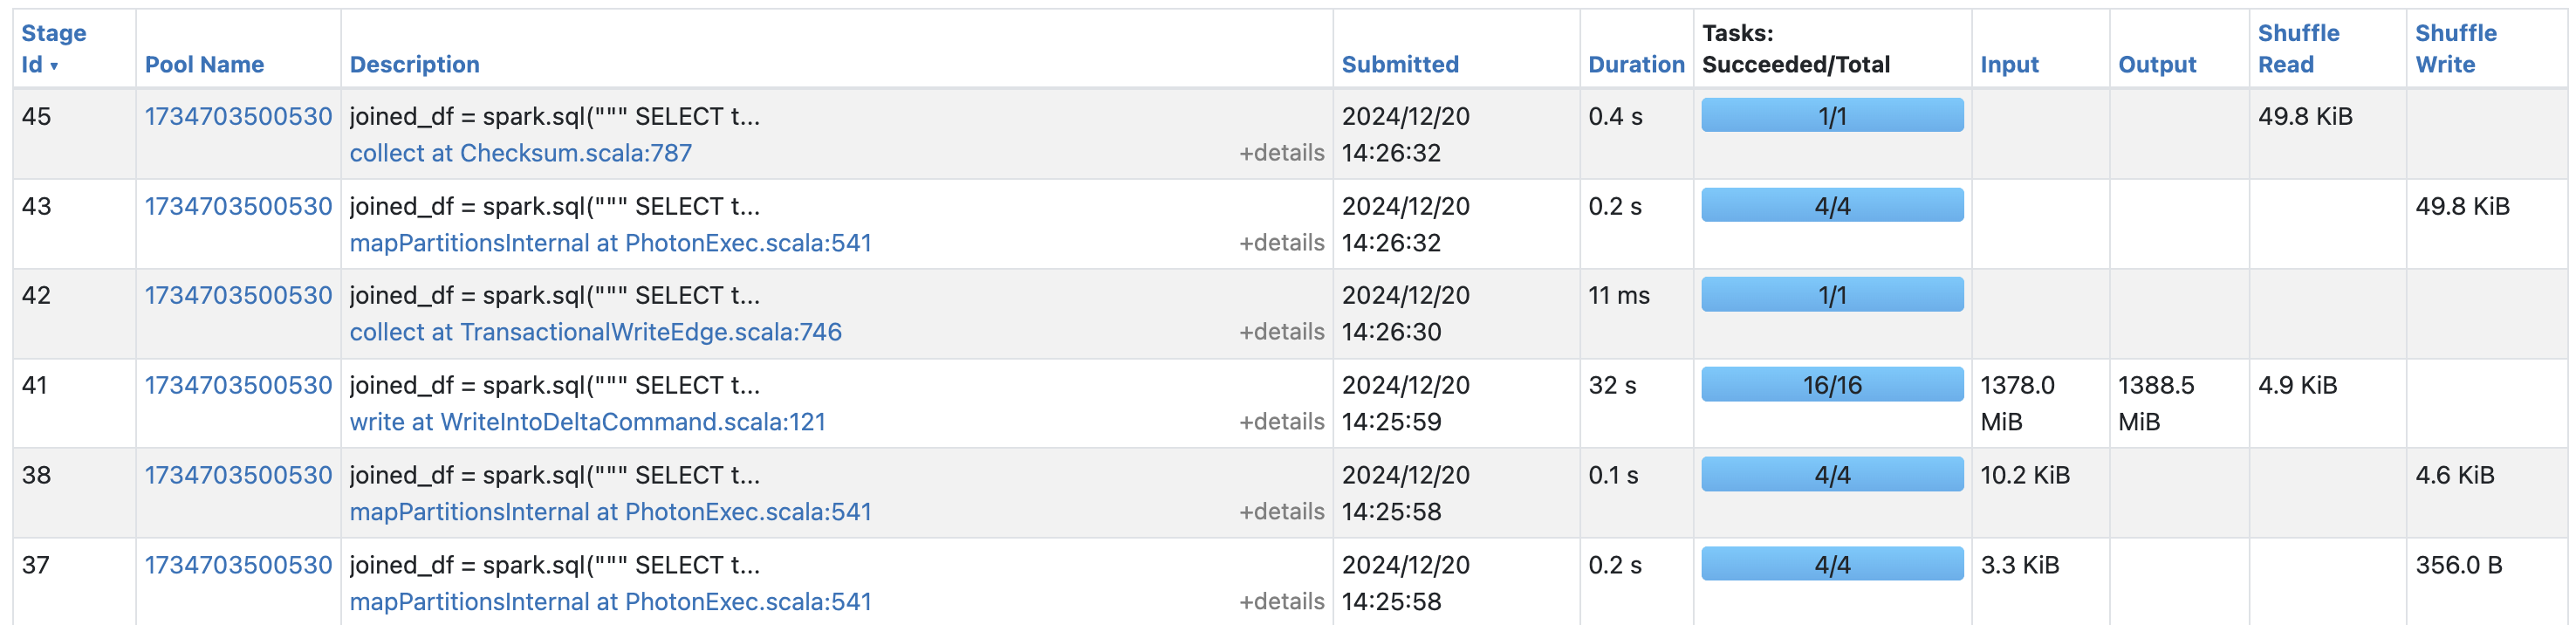 Stage Id ▾ Pool Name Description Submitted Duration Tasks: Succeeded/Total Input Output Shuffle Read Shuffle Write
45 1734703500530 joined_df = spark.sql(""" SELECT t... 2024/12/20 0.4 s 1/1 49.8 KiB
collect at Checksum.scala:787 +details 14:26:32
43 1734703500530 joined_df = spark.sql(""" SELECT t... 2024/12/20 0.2 s 4/4 49.8 KiB
mapPartitionsInternal at PhotonExec.scala:541 +details 14:26:32
42 1734703500530 joined_df = spark.sql(""" SELECT t... 2024/12/20 11 ms 1/1
collect at TransactionalWriteEdge.scala:746 +details 14:26:30
41 1734703500530 joined_df = spark.sql(""" SELECT t... 2024/12/20 32 s 16/16 1378.0 1388.5 4.9 KiB
write at WriteIntoDeltaCommand.scala:121 +details 14:25:59 MiB MiB
38 1734703500530 joined_df = spark.sql(""" SELECT t... 2024/12/20 0.1 s 4/4 10.2 KiB 4.6 KiB
mapPartitionsInternal at PhotonExec.scala:541 +details 14:25:58
37 1734703500530 joined_df = spark.sql(""" SELECT t... 2024/12/20 0.2 s 4/4 3.3 KiB 356.0 B
mapPartitionsInternal at PhotonExec.scala:541 +details 14:25:58